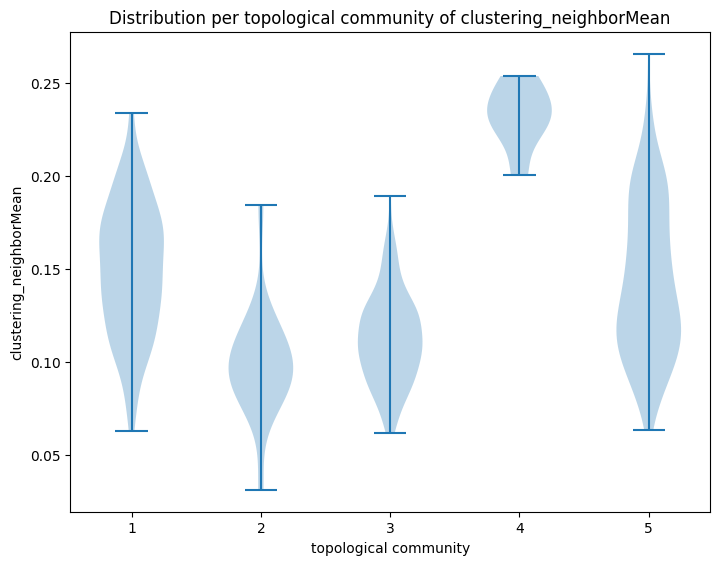 Distribution per topological community of clustering_neighborMean
clustering_neighborMean
0.25
0.20
0.15
0.10
0.05
1 2 3 4 5
topological community